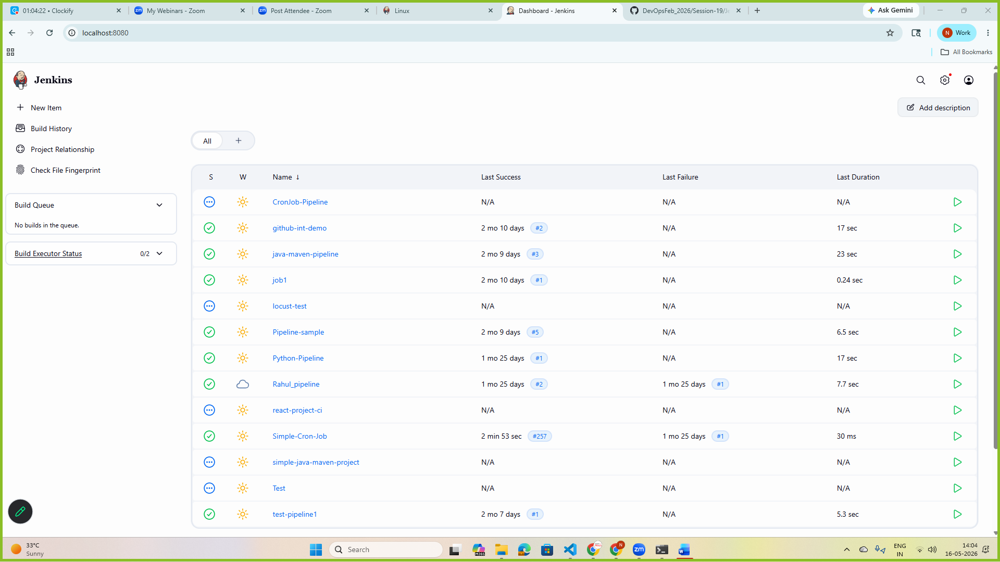 01:04:22 • Clockify
My Webinars - Zoom
Post Attendee - Zoom
Linux
Dashboard - Jenkins
DevOpsFeb_2026/Session-19/Je
Ask Gemini
localhost:8080
N Work
All Bookmarks
Jenkins
New Item
Add description
Build History
Project Relationship
Check File Fingerprint
All +
Build Queue
No builds in the queue.
Build Executor Status 0/2
S W Name ↓ Last Success Last Failure Last Duration
CronJob-Pipeline N/A N/A N/A
github-int-demo 2 mo 10 days #2 N/A 17 sec
java-maven-pipeline 2 mo 9 days #3 N/A 23 sec
job1 2 mo 10 days #1 N/A 0.24 sec
locust-test N/A N/A N/A
Pipeline-sample 2 mo 9 days #5 N/A 6.5 sec
Python-Pipeline 1 mo 25 days #1 N/A 17 sec
Rahul_pipeline 1 mo 25 days #2 1 mo 25 days #1 7.7 sec
react-project-ci N/A N/A N/A
Simple-Cron-Job 2 min 53 sec #257 1 mo 25 days #1 30 ms
simple-java-maven-project N/A N/A N/A
Test N/A N/A N/A
test-pipeline1 2 mo 7 days #1 N/A 5.3 sec
33°C
Sunny
Search
M365
N
zm
ENG
IN
14:04
16-05-2026